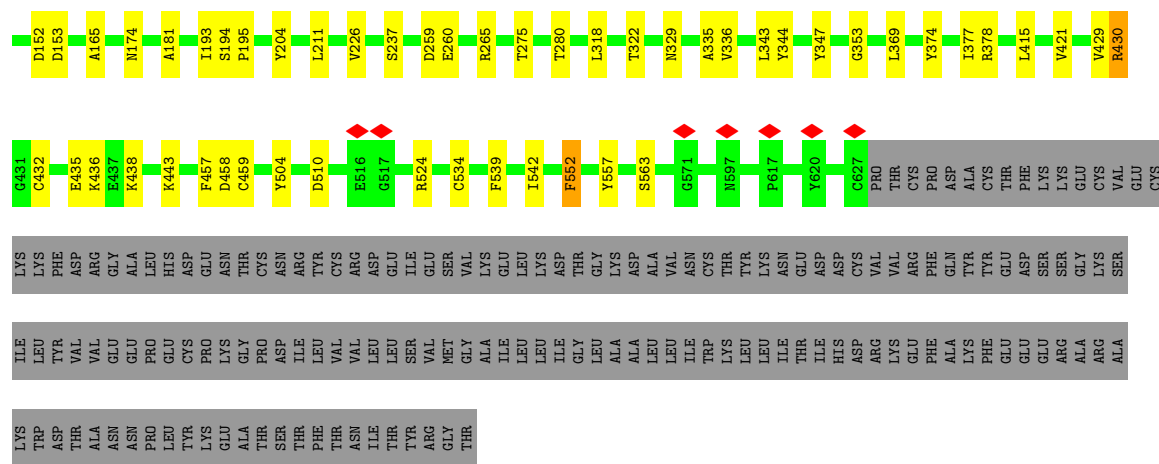 D152 D153 A165 N174 A181 I193 S194 P195 Y204 L211 V226 S237 D259 E260 R265 T275 T280 L318 T322 N329 A335 V336 L343 Y344 Y347 G353 L369 Y374 I377 R378 L415 V421 V429 R430
G431 C432 E435 K436 E437 K438 K443 F457 D458 C459 Y504 D510 E516 G517 R524 C534 F539 I542 F552 Y557 S563 G571 N597 P617 Y620 C627 PRO THR CYS PRO ASP ALA CYS THR PHE LYS LYS GLU CYS VAL GLU CYS
LYS LYS PHE ASP ARG GLY ALA LEU HIS ASP GLU ASN THR CYS ASN ARG TYR CYS ARG ASP GLU ILE GLU SER VAL LYS GLU LEU LYS ASP THR GLY LYS ASP ALA VAL ASN CYS THR TYR LYS ASN GLU ASP ASP CYS VAL VAL ARG PHE GLN TYR TYR GLU ASP SER SER GLY LYS SER
ILE LEU TYR VAL VAL GLU GLU PRO GLU CYS PRO LYS GLY PRO ASP ILE LEU VAL VAL LEU LEU SER VAL MET GLY ALA ILE LEU LEU ILE GLY LEU ALA ALA LEU LEU ILE TRP LYS LEU LEU ILE THR ILE HIS ASP ARG LYS GLU PHE ALA LYS PHE GLU GLU GLU ARG ALA ARG ALA
LYS TRP ASP THR ALA ASN ASN PRO LEU TYR LYS GLU ALA THR SER THR PHE THR ASN ILE THR TYR ARG GLY THR